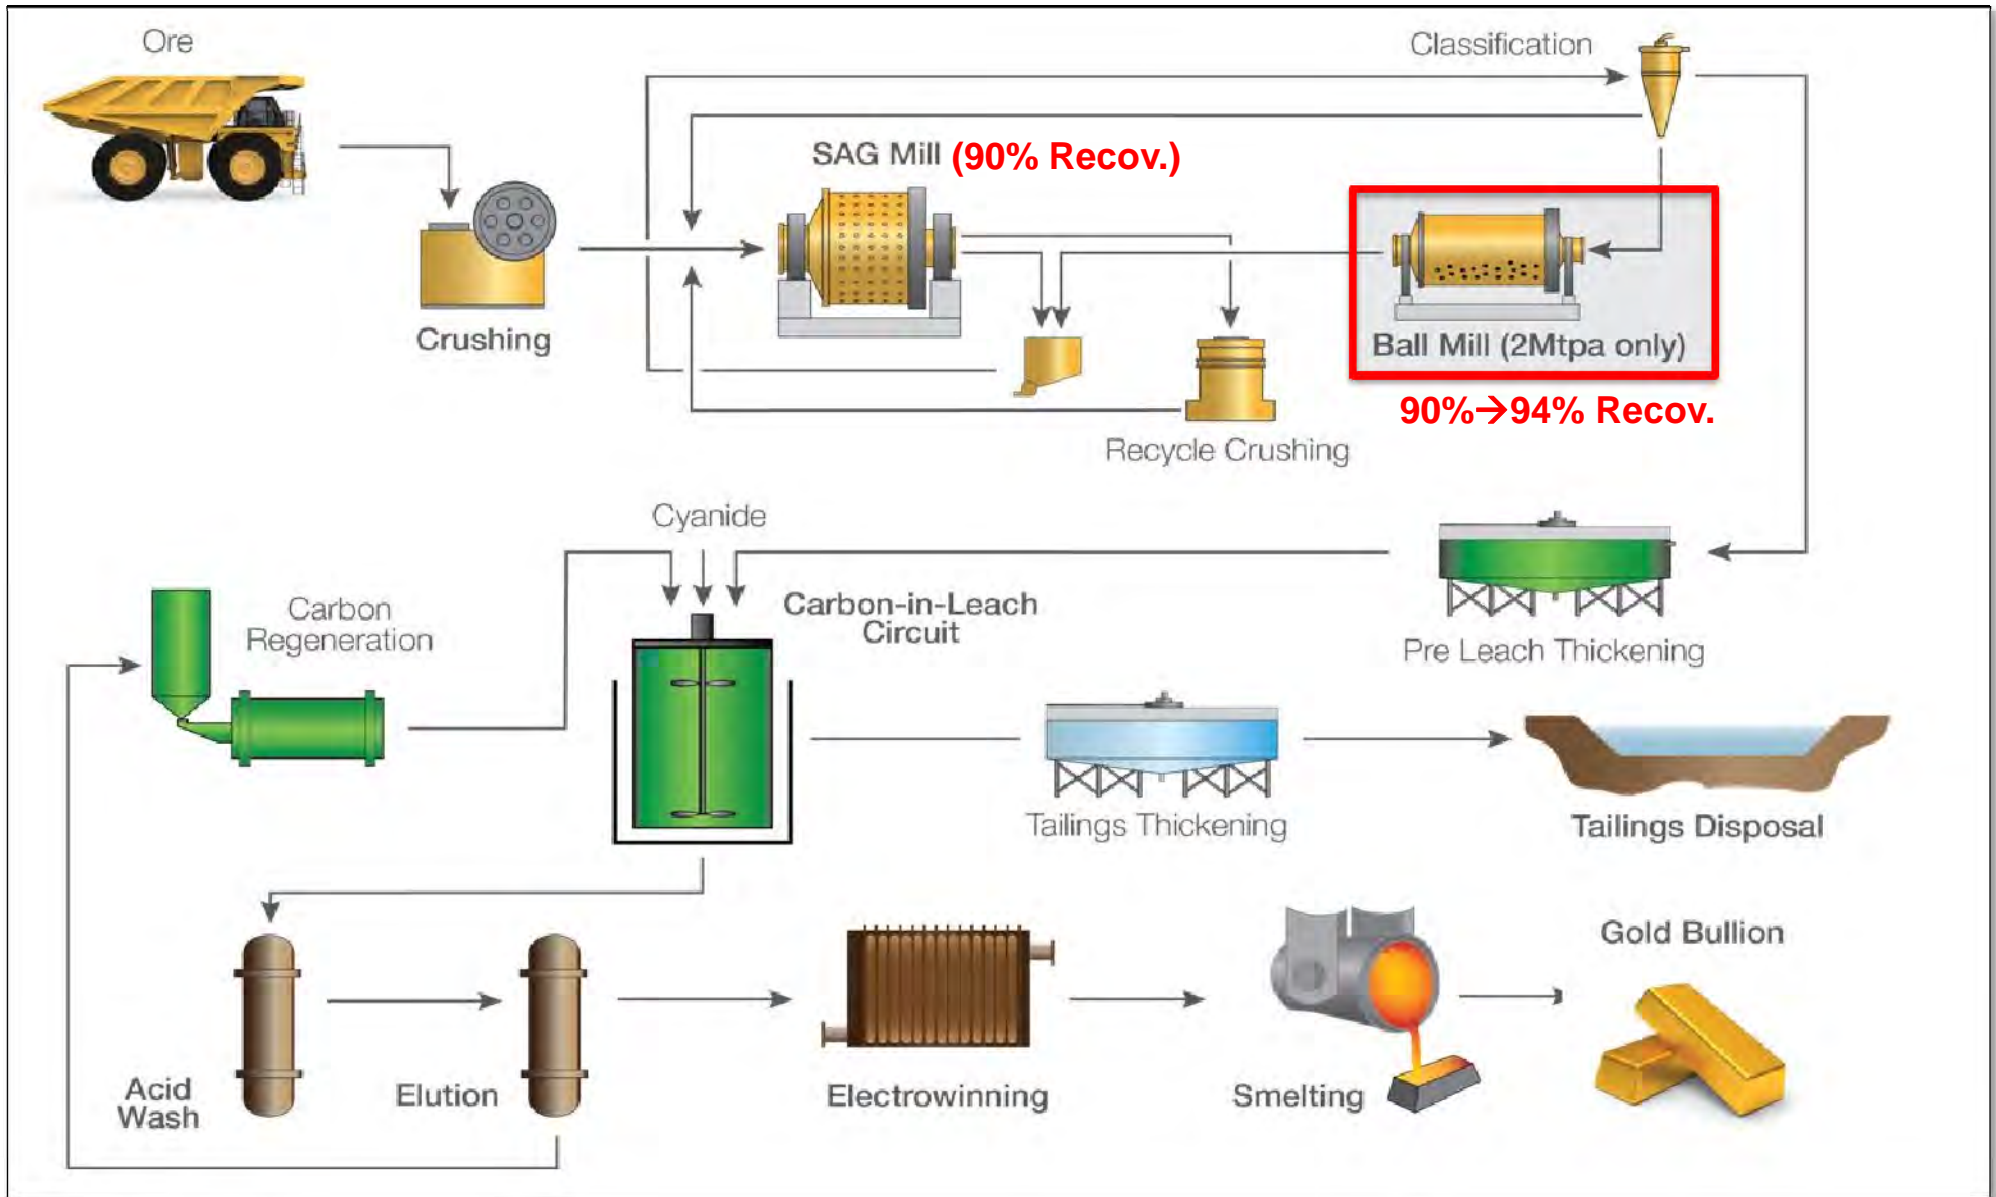 Ore
Classification
SAG Mill (90% Recov.)
Crushing
Ball Mill (2Mtpa only)
90%→94% Recov.
Recycle Crushing
Cyanide
Carbon
Regeneration
Carbon-in-Leach
Circuit
Pre Leach Thickening
Tailings Thickening
Tailings Disposal
Gold Bullion
Acid
Wash
Elution
Electrowinning
Smelting